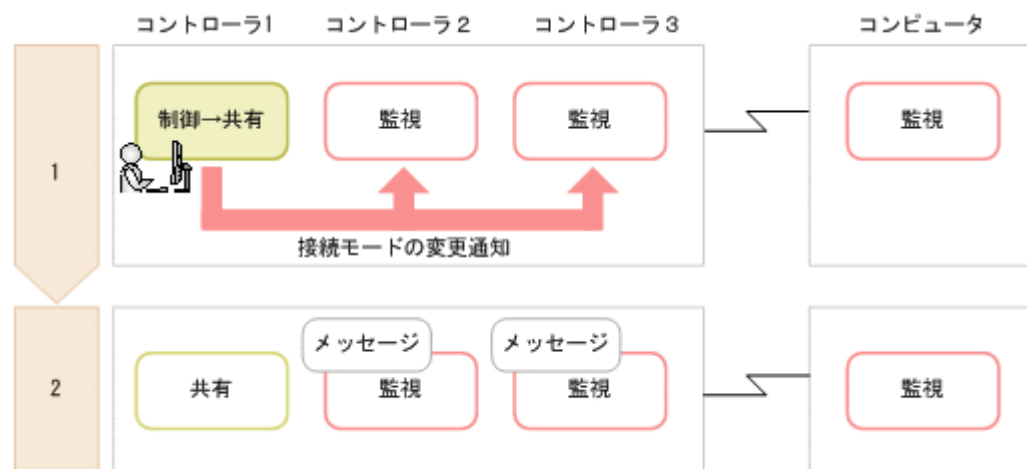 コントローラ1 コントローラ２ コントローラ３ コンピュータ
1
制御→共有 監視 監視 監視
接続モードの変更通知
2
メッセージ メッセージ
共有 監視 監視 監視